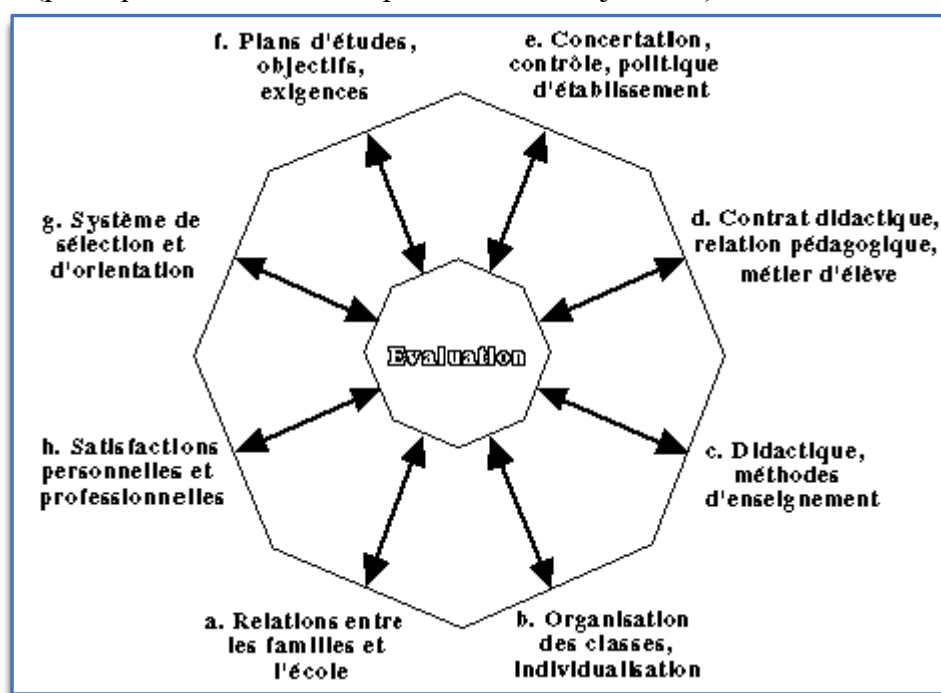 f. Plans d'études,
objectifs,
exigences
e. Concertation,
contrôle, politique
d'établissement
g. Système de
sélection et
d'orientation
d. Contrat didactique,
relation pédagogique,
métier d'élève
Evaluation
h. Satisfactions
personnelles et
professionnelles
c. Didactique,
méthodes
d'enseignement
a. Relations entre
les familles et
l'école
b. Organisation
des classes,
individualisation